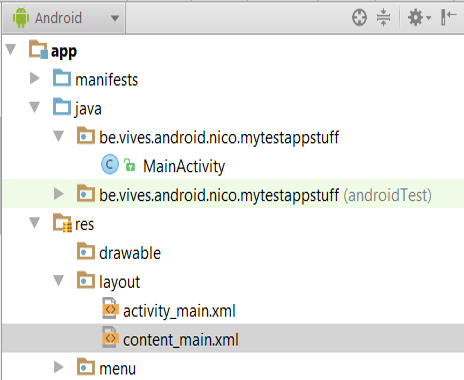 Android
app
manifests
java
be.vives.android.nico.mytestappstuff
C MainActivity
be.vives.android.nico.mytestappstuff (androidTest)
res
drawable
layout
activity_main.xml
content_main.xml
menu